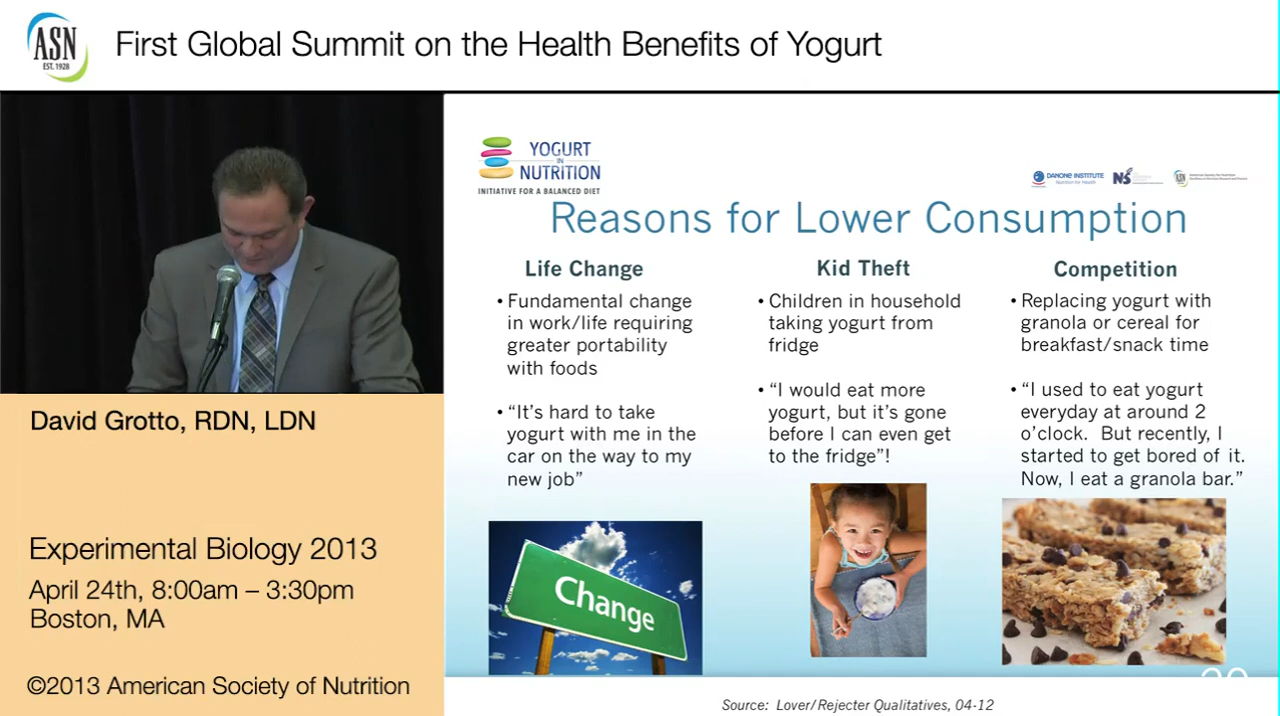 ASN
EST. 1928
First Global Summit on the Health Benefits of Yogurt
David Grotto, RDN, LDN
Experimental Biology 2013
April 24th, 8:00am – 3:30pm
Boston, MA
©2013 American Society of Nutrition
YOGURT
IN
NUTRITION
INITIATIVE FOR A BALANCED DIET
DANONE INSTITUTE
Nutrition for Health
NS
Reasons for Lower Consumption
Life Change
• Fundamental change
in work/life requiring
greater portability
with foods
• “It’s hard to take
yogurt with me in the
car on the way to my
new job”
Change
Kid Theft
• Children in household
taking yogurt from
fridge
• “I would eat more
yogurt, but it’s gone
before I can even get
to the fridge”!
Competition
• Replacing yogurt with
granola or cereal for
breakfast/snack time
• “I used to eat yogurt
everyday at around 2
o’clock. But recently, I
started to get bored of it.
Now, I eat a granola bar.”
Source: Lover/Rejecter Qualitatives, 04-12